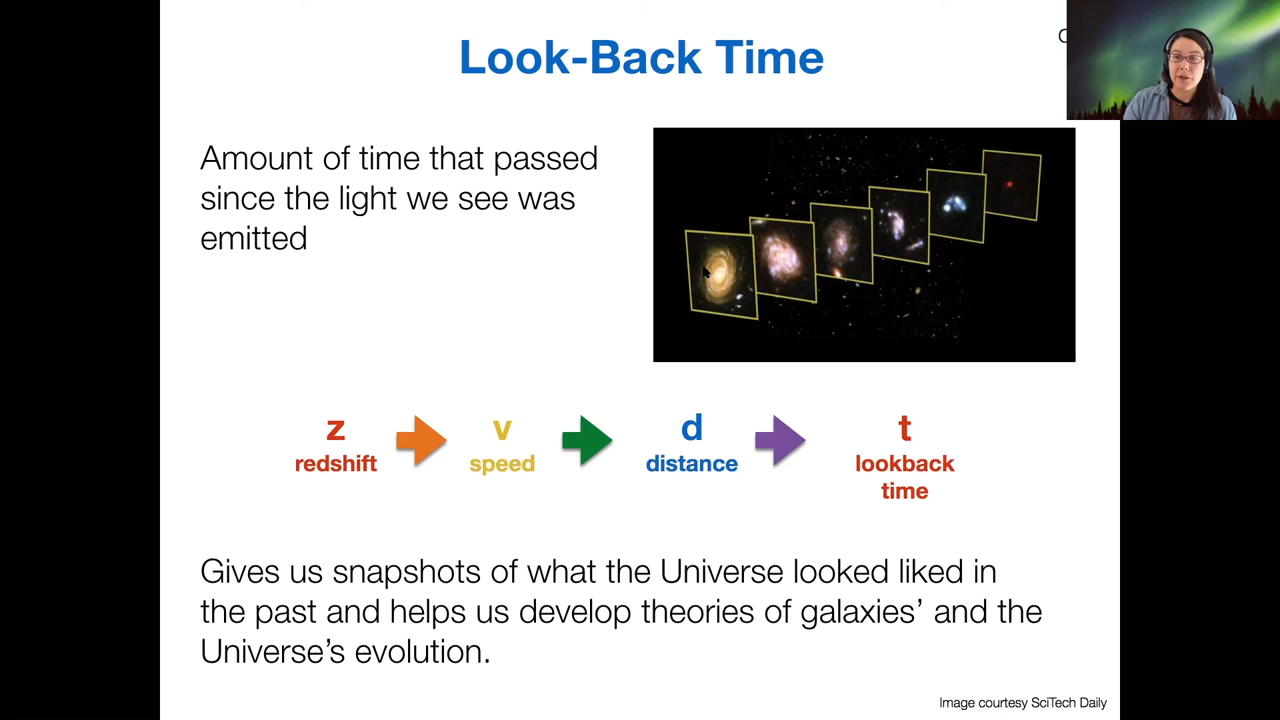 Look-Back Time
Amount of time that passed
since the light we see was
emitted
z
redshift
v
speed
d
distance
t
lookback
time
Gives us snapshots of what the Universe looked liked in
the past and helps us develop theories of galaxies’ and the
Universe’s evolution.
Image courtesy SciTech Daily